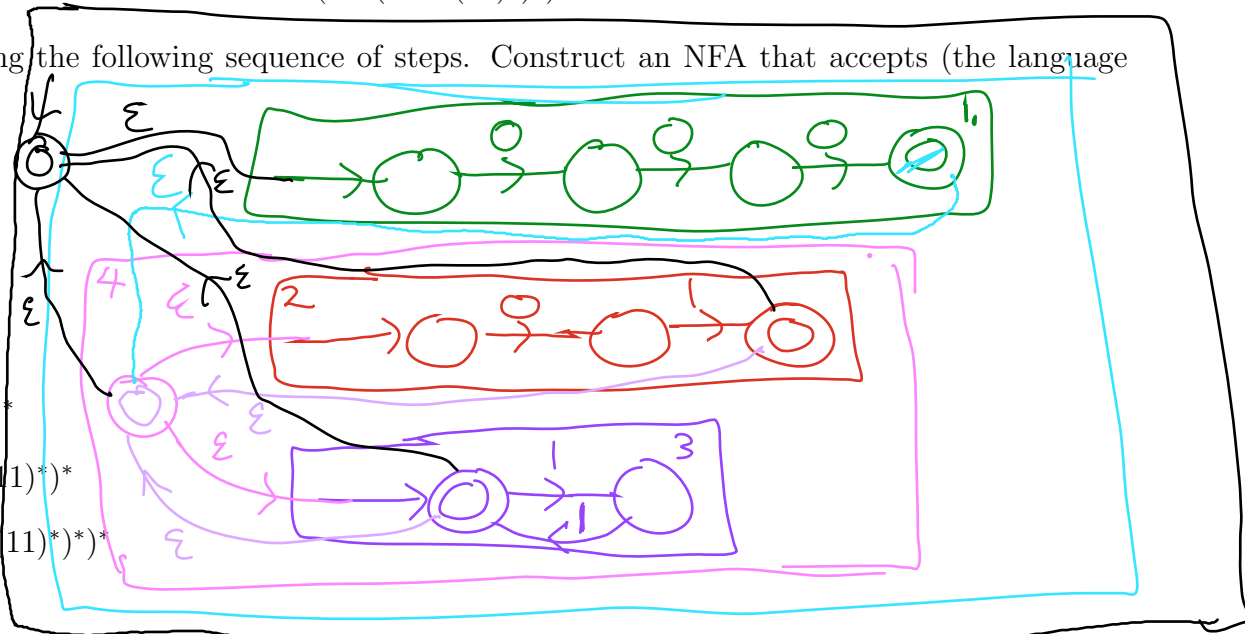 ng the following sequence of steps. Construct an NFA that accepts (the language
ε
0 0 0 1.
ε ε
4 ε 2 0 1 ε
ε
*
ε ε 1 3
11)*)*
1
11)*)*)*
ε